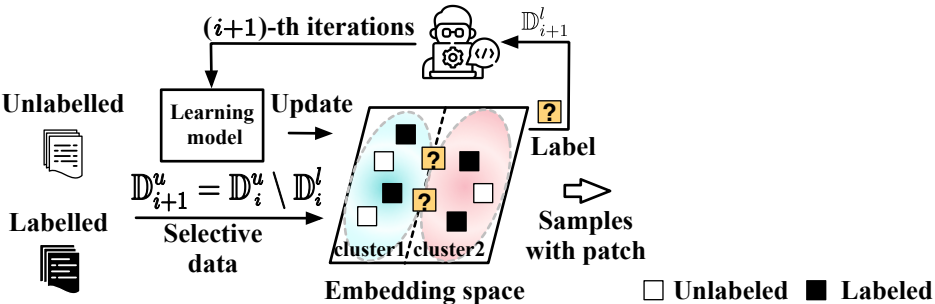 (i+1)-th iterations
𝔻^l_{i+1}
Unlabelled
Learning
model
Update
?
Label
?
?
𝔻^u_{i+1} = 𝔻^u_i \ 𝔻^l_i
Labelled
Selective
data
cluster1
cluster2
Samples
with patch
Embedding space
Unlabeled
Labeled